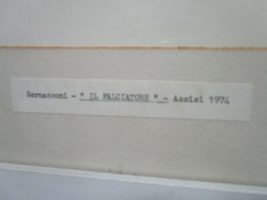 Bernasconi - " IL FALCIATORE " - Assisi 1974